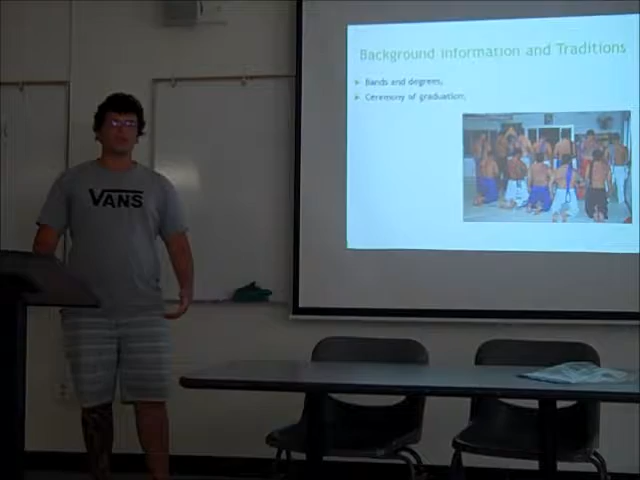 Background Information and Traditions
Bands and degrees,
Ceremony of graduation,
VANS